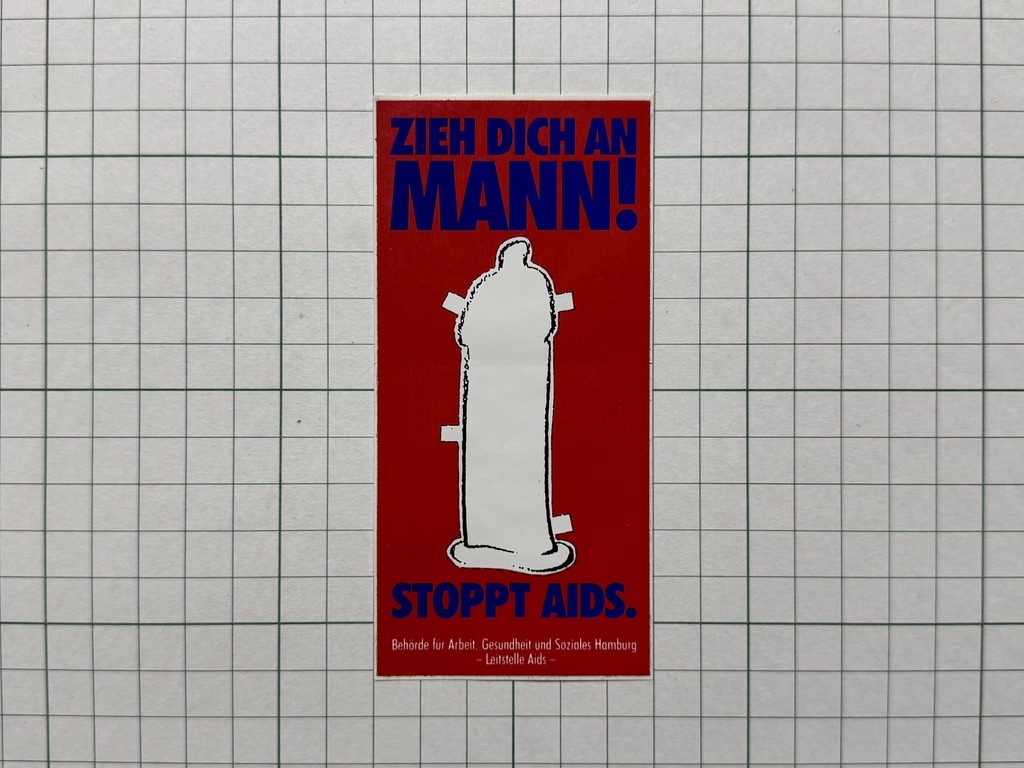 ZIEH DICH AN
MANN!
STOPPT AIDS.
Behörde für Arbeit, Gesundheit und Soziales Hamburg
– Leitstelle Aids –